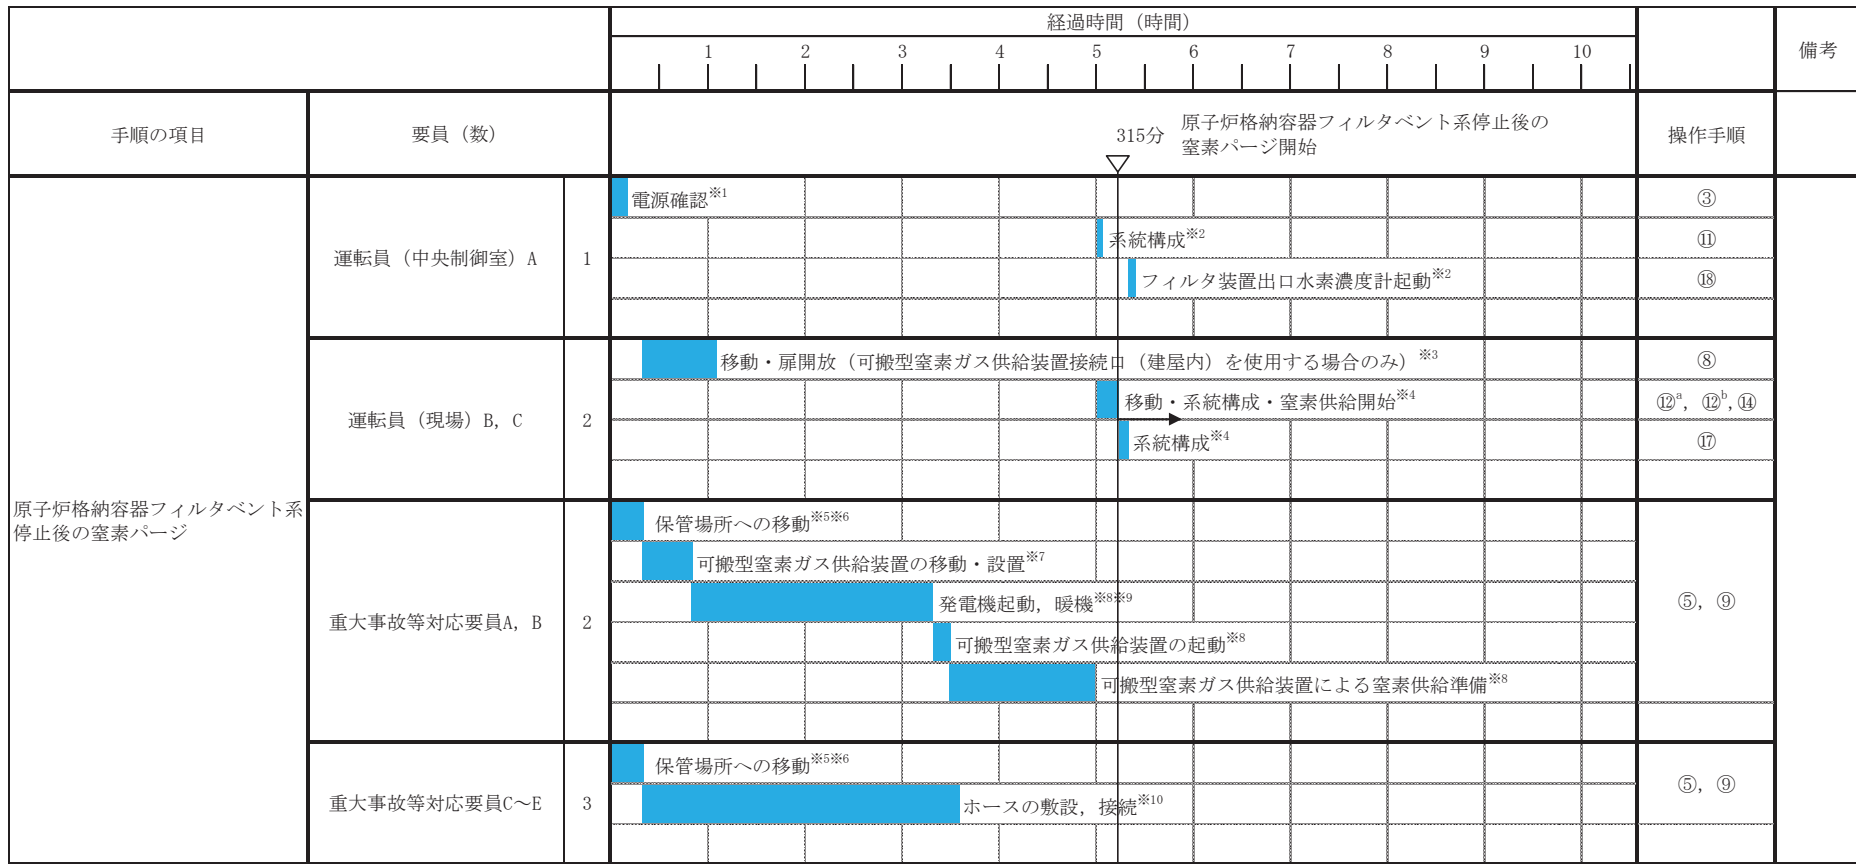 経過時間（時間）
備考
1 2 3 4 5 6 7 8 9 10
手順の項目
要員（数）
315分
原子炉格納容器フィルタベント系停止後の
窒素パージ開始
操作手順
原子炉格納容器フィルタベント系
停止後の窒素パージ
運転員（中央制御室）A
1
電源確認※1
③
系統構成※2
⑪
フィルタ装置出口水素濃度計起動※2
⑱
運転員（現場）B, C
2
移動・扉開放（可搬型窒素ガス供給装置接続口（建屋内）を使用する場合のみ）※3
⑧
移動・系統構成・窒素供給開始※4
⑫a, ⑫b, ⑭
系統構成※4
⑰
重大事故等対応要員A, B
2
保管場所への移動※5※6
可搬型窒素ガス供給装置の移動・設置※7
発電機起動, 暖機※8※9
可搬型窒素ガス供給装置の起動※8
可搬型窒素ガス供給装置による窒素供給準備※8
⑤, ⑨
重大事故等対応要員C～E
3
保管場所への移動※5※6
ホースの敷設, 接続※10
⑤, ⑨